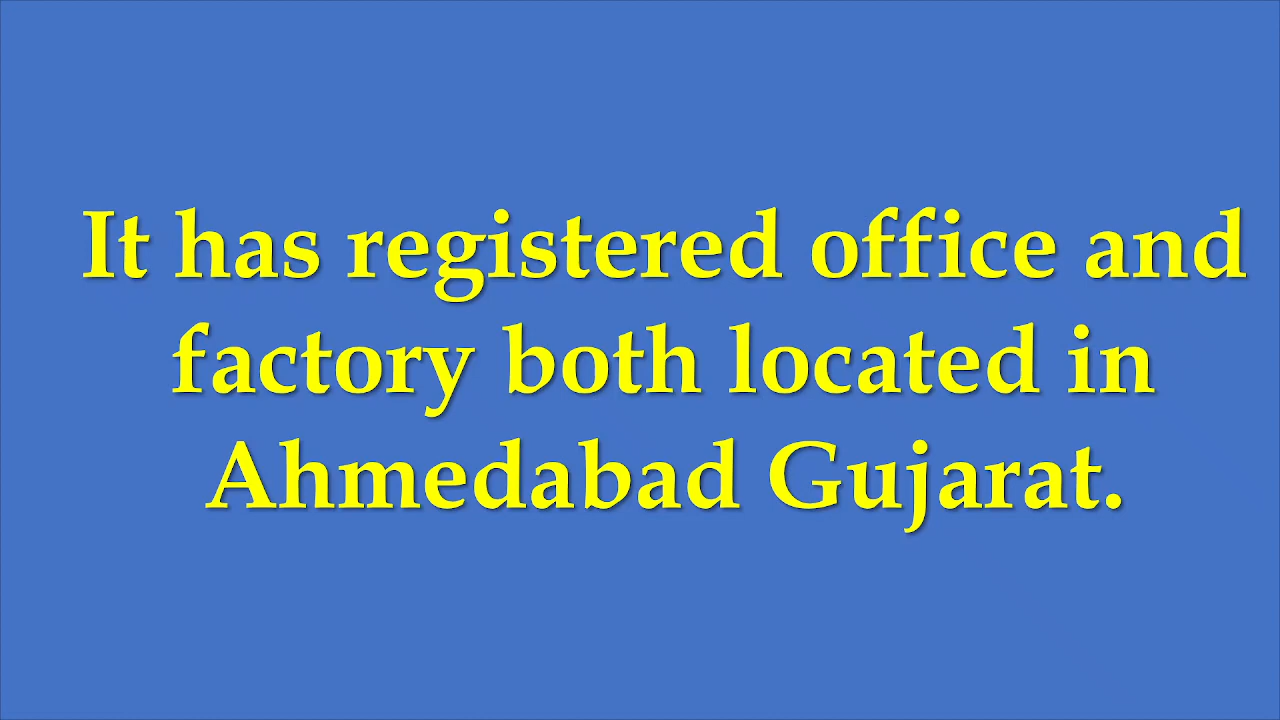 It has registered office and
factory both located in
Ahmedabad Gujarat.